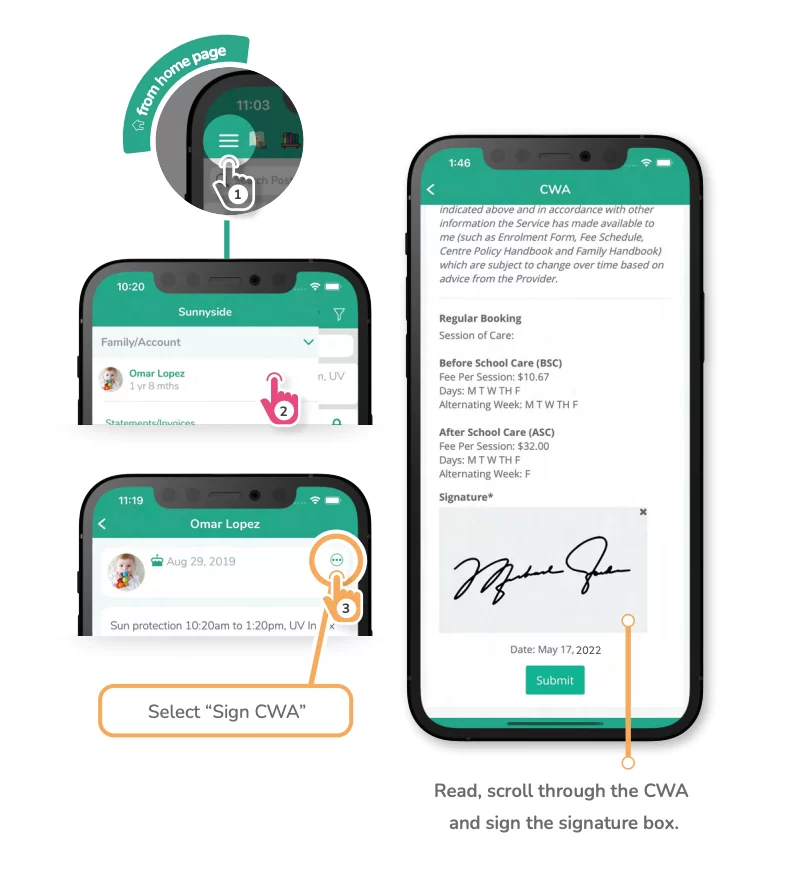 from home page
11:03
Search Post
1
10:20
Sunnyside
Family/Account
Omar Lopez
1 yr 8 mths
m, UV
2
Statements/Invoices
11:19
Omar Lopez
Aug 29, 2019
3
Sun protection 10:20am to 1:20pm, UV In x
Select “Sign CWA”
1:46
CWA
indicated above and in accordance with other
information the Service has made available to
me (such as Enrolment Form, Fee Schedule,
Centre Policy Handbook and Family Handbook)
which are subject to change over time based on
advice from the Provider.
Regular Booking
Session of Care:
Before School Care (BSC)
Fee Per Session: $10.67
Days: M T W TH F
Alternating Week: M T W TH F
After School Care (ASC)
Fee Per Session: $32.00
Days: M T W TH F
Alternating Week: F
Signature*
Date: May 17, 2022
Submit
Read, scroll through the CWA
and sign the signature box.